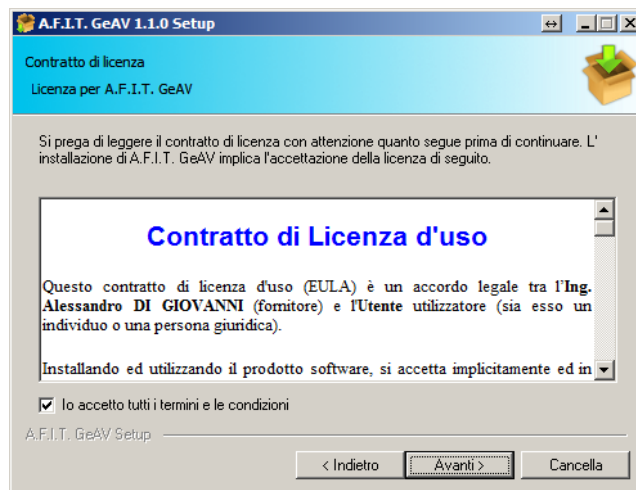 A.F.I.T. GeAV 1.1.0 Setup
Contratto di licenza
Licenza per A.F.I.T. GeAV
Si prega di leggere il contratto di licenza con attenzione quanto segue prima di continuare. L'
installazione di A.F.I.T. GeAV implica l'accettazione della licenza di seguito.
Contratto di Licenza d'uso
Questo contratto di licenza d'uso (EULA) è un accordo legale tra l'Ing.
Alessandro DI GIOVANNI (fornitore) e l'Utente utilizzatore (sia esso un
individuo o una persona giuridica).
Installando ed utilizzando il prodotto software, si accetta implicitamente ed in
Io accetto tutti i termini e le condizioni
A.F.I.T. GeAV Setup
< Indietro
Avanti >
Cancella